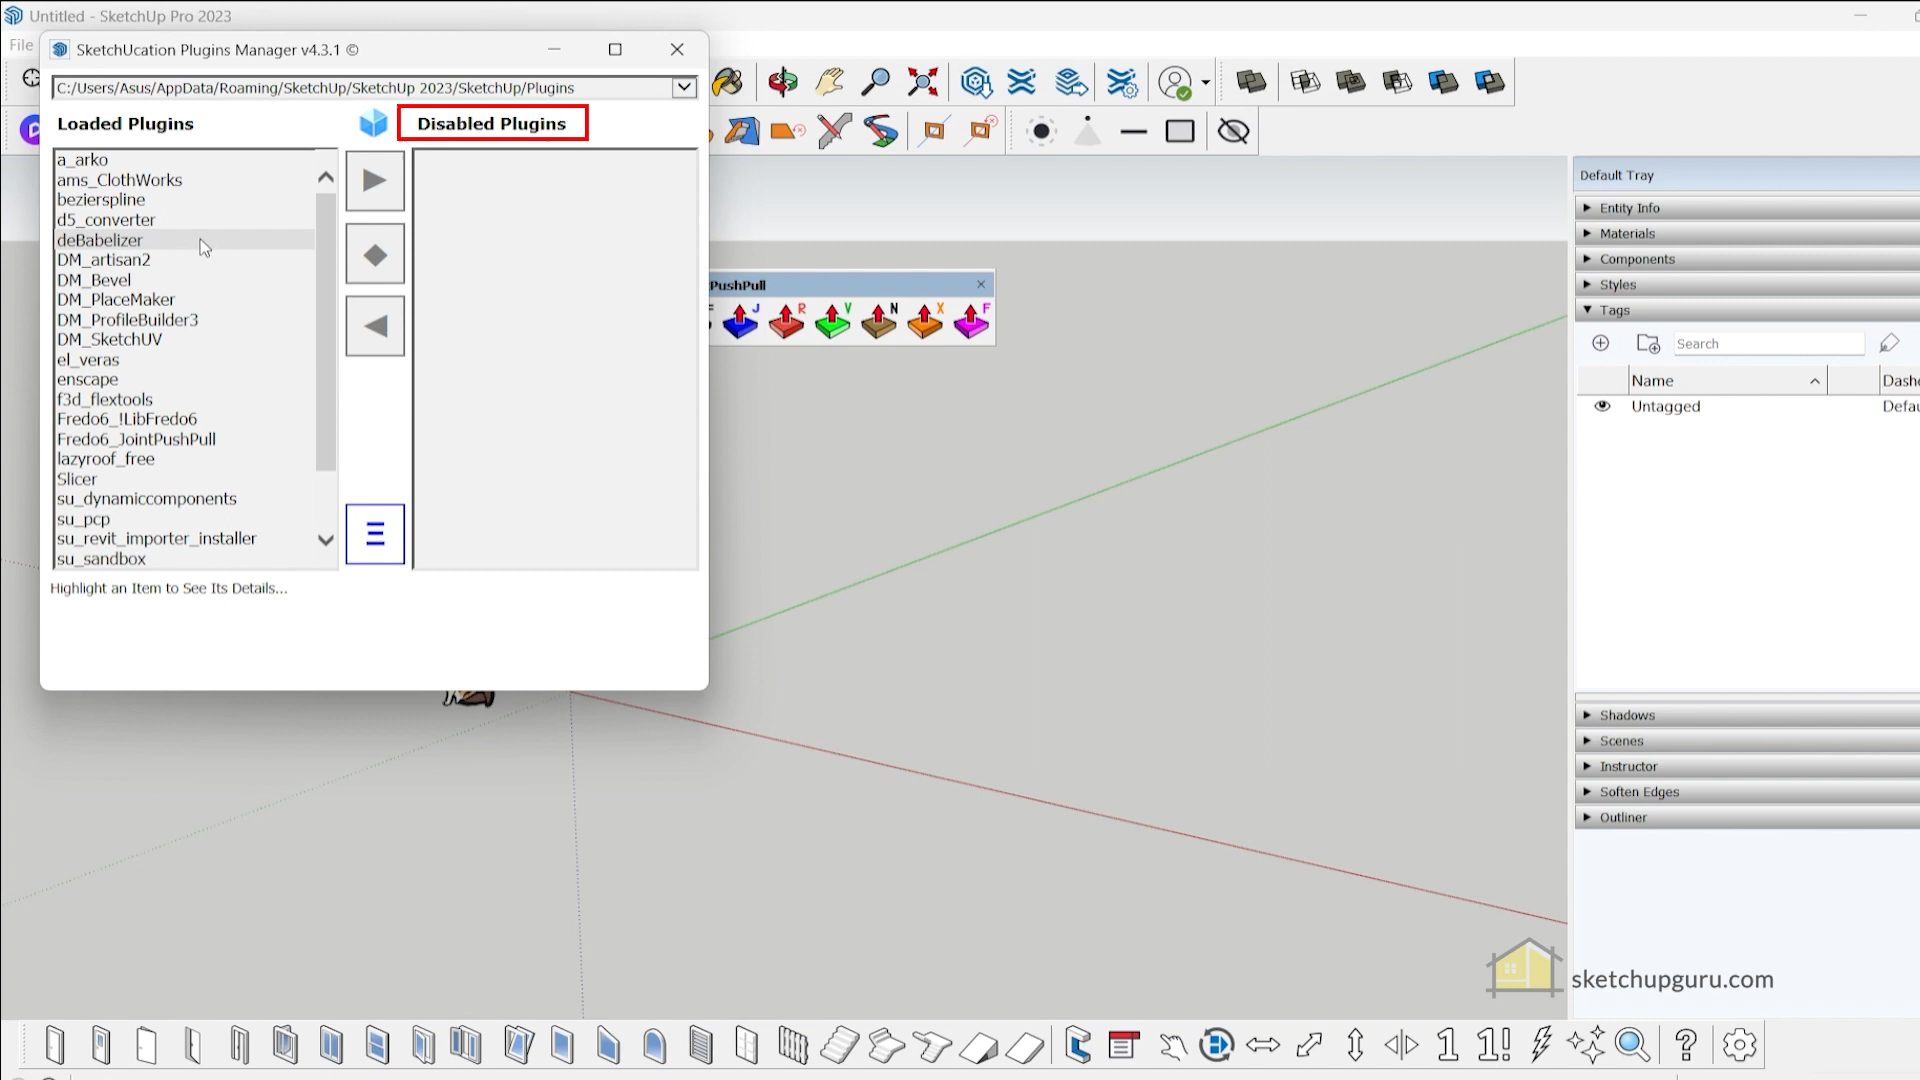 Untitled - SketchUp Pro 2023
File
SketchUcation Plugins Manager v4.3.1 ©
C:/Users/Asus/AppData/Roaming/SketchUp/SketchUp 2023/SketchUp/Plugins
Loaded Plugins
Disabled Plugins
a_arko
ams_ClothWorks
bezierspline
d5_converter
deBabelizer
DM_artisan2
DM_Bevel
DM_PlaceMaker
DM_ProfileBuilder3
DM_SketchUV
el_veras
enscape
f3d_flextools
Fredo6_!LibFredo6
Fredo6_JointPushPull
lazyroof_free
Slicer
su_dynamiccomponents
su_pcp
su_revit_importer_installer
su_sandbox
Highlight an Item to See Its Details...
PushPull
J R V N X F
Default Tray
Entity Info
Materials
Components
Styles
Tags
Search
Name
Dashe
Untagged
Defau
Shadows
Scenes
Instructor
Soften Edges
Outliner
sketchupguru.com
1 1! ?